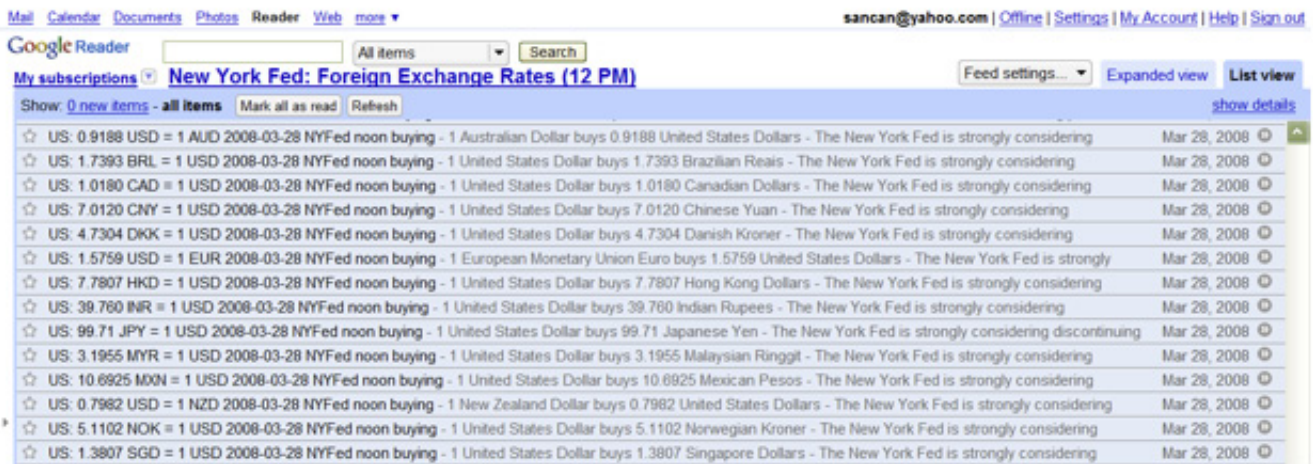 Mail Calendar Documents Photos Reader Web more ▼ sancan@yahoo.com | Offline | Settings | My Account | Help | Sign out
Google Reader All items Search
My subscriptions New York Fed: Foreign Exchange Rates (12 PM) Feed settings... Expanded view List view
Show: 0 new items - all items Mark all as read Refresh show details
US: 0.9188 USD = 1 AUD 2008-03-28 NYFed noon buying - 1 Australian Dollar buys 0.9188 United States Dollars - The New York Fed is strongly considering Mar 28, 2008
US: 1.7393 BRL = 1 USD 2008-03-28 NYFed noon buying - 1 United States Dollar buys 1.7393 Brazilian Reais - The New York Fed is strongly considering Mar 28, 2008
US: 1.0180 CAD = 1 USD 2008-03-28 NYFed noon buying - 1 United States Dollar buys 1.0180 Canadian Dollars - The New York Fed is strongly considering Mar 28, 2008
US: 7.0120 CNY = 1 USD 2008-03-28 NYFed noon buying - 1 United States Dollar buys 7.0120 Chinese Yuan - The New York Fed is strongly considering Mar 28, 2008
US: 4.7304 DKK = 1 USD 2008-03-28 NYFed noon buying - 1 United States Dollar buys 4.7304 Danish Kroner - The New York Fed is strongly considering Mar 28, 2008
US: 1.5759 USD = 1 EUR 2008-03-28 NYFed noon buying - 1 European Monetary Union Euro buys 1.5759 United States Dollars - The New York Fed is strongly Mar 28, 2008
US: 7.7807 HKD = 1 USD 2008-03-28 NYFed noon buying - 1 United States Dollar buys 7.7807 Hong Kong Dollars - The New York Fed is strongly considering Mar 28, 2008
US: 39.760 INR = 1 USD 2008-03-28 NYFed noon buying - 1 United States Dollar buys 39.760 Indian Rupees - The New York Fed is strongly considering Mar 28, 2008
US: 99.71 JPY = 1 USD 2008-03-28 NYFed noon buying - 1 United States Dollar buys 99.71 Japanese Yen - The New York Fed is strongly considering discontinuing Mar 28, 2008
US: 3.1955 MYR = 1 USD 2008-03-28 NYFed noon buying - 1 United States Dollar buys 3.1955 Malaysian Ringgit - The New York Fed is strongly considering Mar 28, 2008
US: 10.6925 MXN = 1 USD 2008-03-28 NYFed noon buying - 1 United States Dollar buys 10.6925 Mexican Pesos - The New York Fed is strongly considering Mar 28, 2008
US: 0.7982 USD = 1 NZD 2008-03-28 NYFed noon buying - 1 New Zealand Dollar buys 0.7982 United States Dollars - The New York Fed is strongly considering Mar 28, 2008
US: 5.1102 NOK = 1 USD 2008-03-28 NYFed noon buying - 1 United States Dollar buys 5.1102 Norwegian Kroner - The New York Fed is strongly considering Mar 28, 2008
US: 1.3807 SGD = 1 USD 2008-03-28 NYFed noon buying - 1 United States Dollar buys 1.3807 Singapore Dollars - The New York Fed is strongly considering Mar 28, 2008